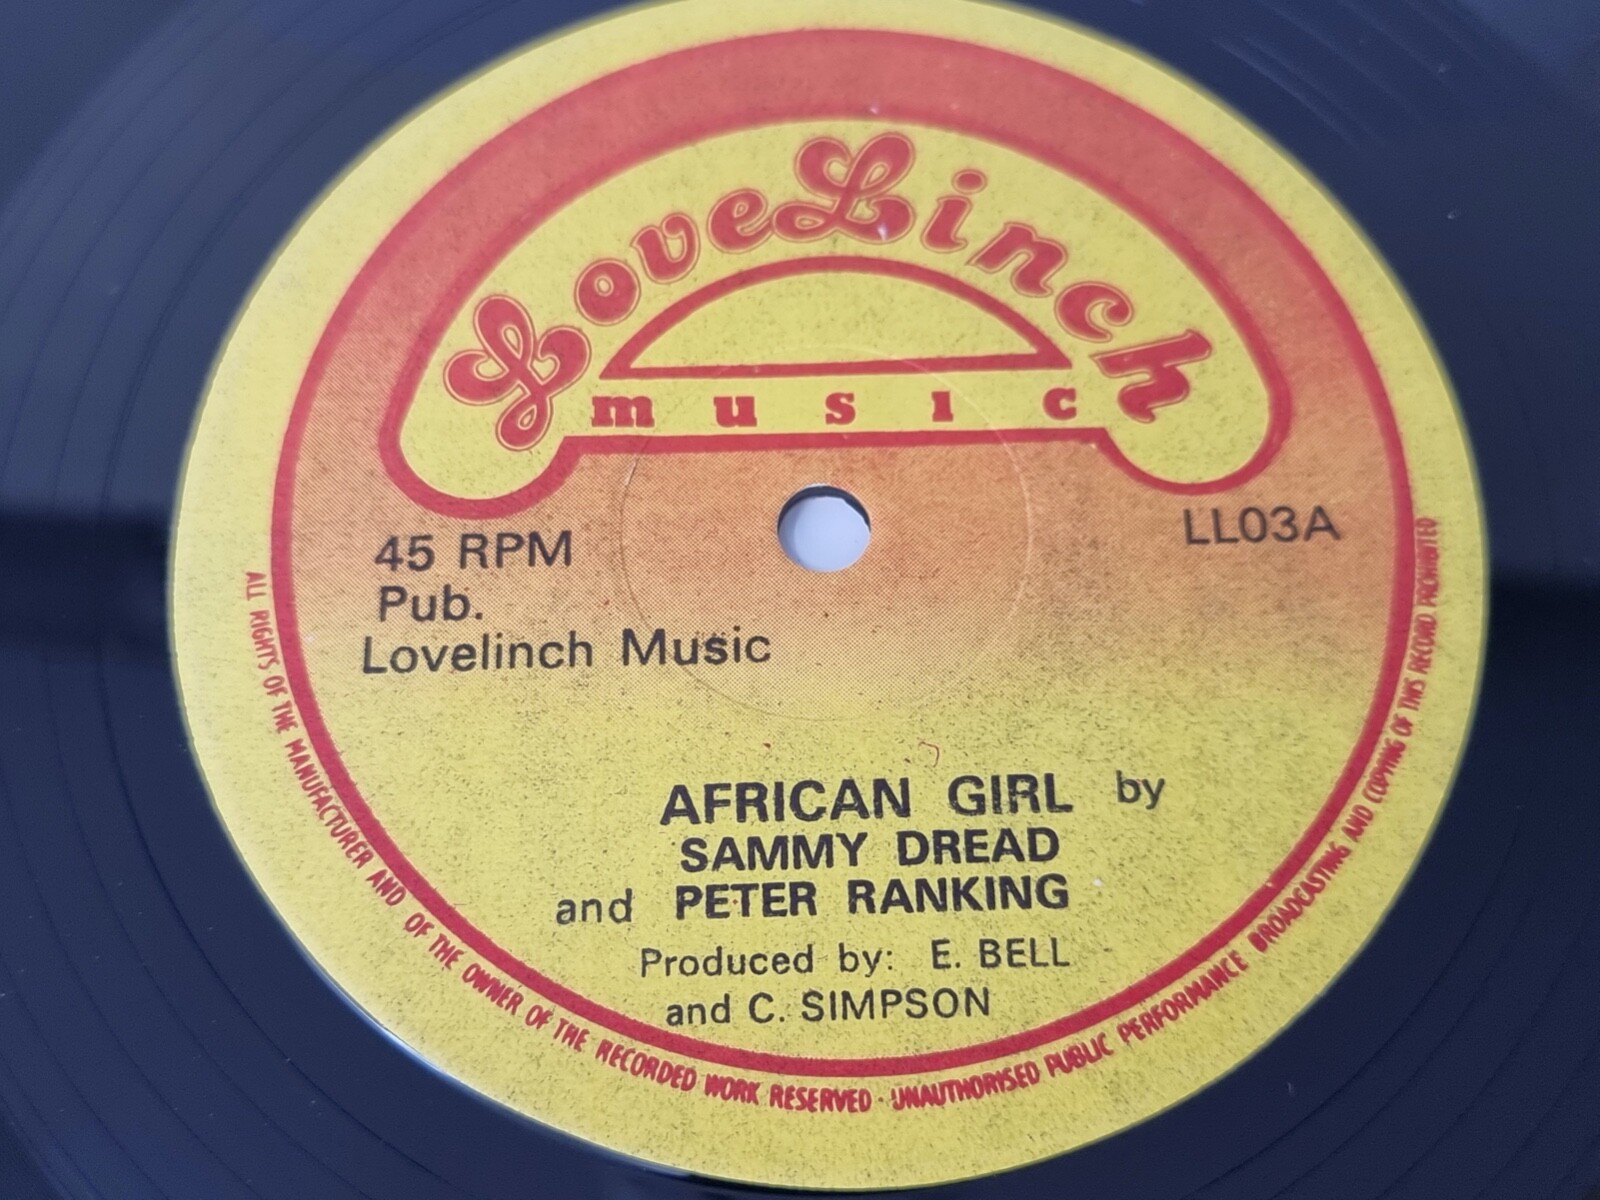 LoveLinch
music
45 RPM
LL03A
Pub.
Lovelinch Music
AFRICAN GIRL by
SAMMY DREAD
and PETER RANKING
Produced by: E. BELL
and C. SIMPSON
ALL RIGHTS OF THE MANUFACTURER AND OF THE OWNER OF THE RECORDED WORK RESERVED · UNAUTHORISED PUBLIC PERFORMANCE BROADCASTING AND COPYING OF THIS RECORD PROHIBITED